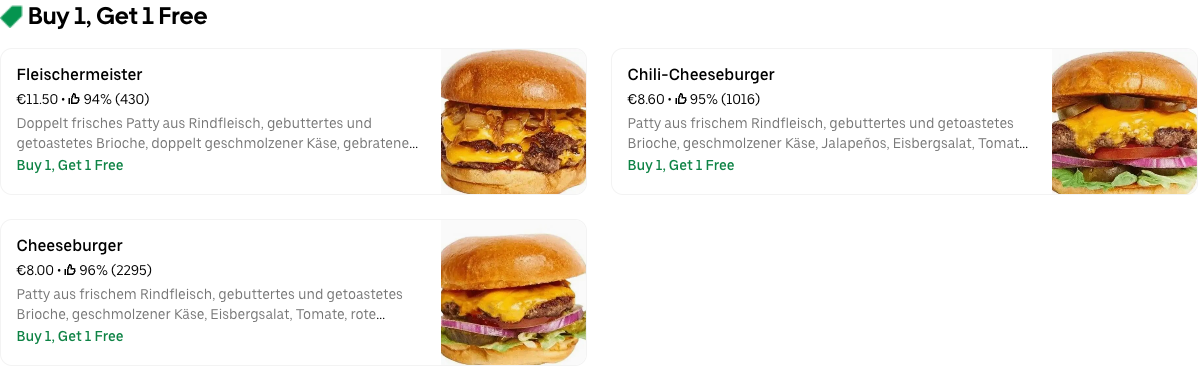 Buy 1, Get 1 Free
Fleischermeister
€11.50 • 94% (430)
Doppelt frisches Patty aus Rindfleisch, gebuttertes und
getoastetes Brioche, doppelt geschmolzener Käse, gebratene...
Buy 1, Get 1 Free
Chili-Cheeseburger
€8.60 • 95% (1016)
Patty aus frischem Rindfleisch, gebuttertes und getoastetes
Brioche, geschmolzener Käse, Jalapeños, Eisbergsalat, Tomat...
Buy 1, Get 1 Free
Cheeseburger
€8.00 • 96% (2295)
Patty aus frischem Rindfleisch, gebuttertes und getoastetes
Brioche, geschmolzener Käse, Eisbergsalat, Tomate, rote...
Buy 1, Get 1 Free